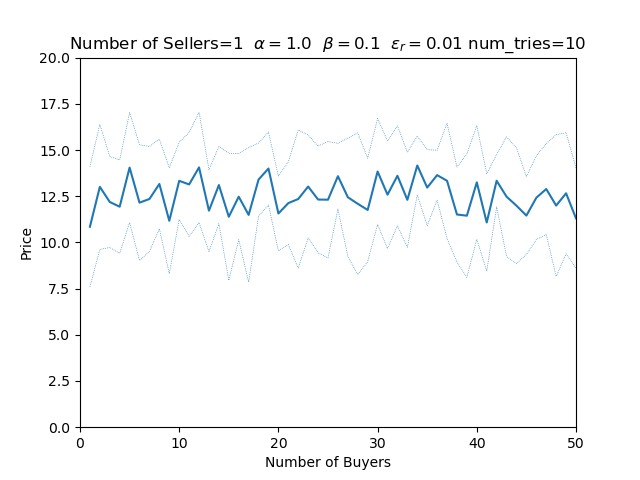 Number of Sellers=1 α = 1.0 β = 0.1 εr = 0.01 num_tries=10
20.0
17.5
15.0
12.5
10.0
7.5
5.0
2.5
0.0
Price
0 10 20 30 40 50
Number of Buyers